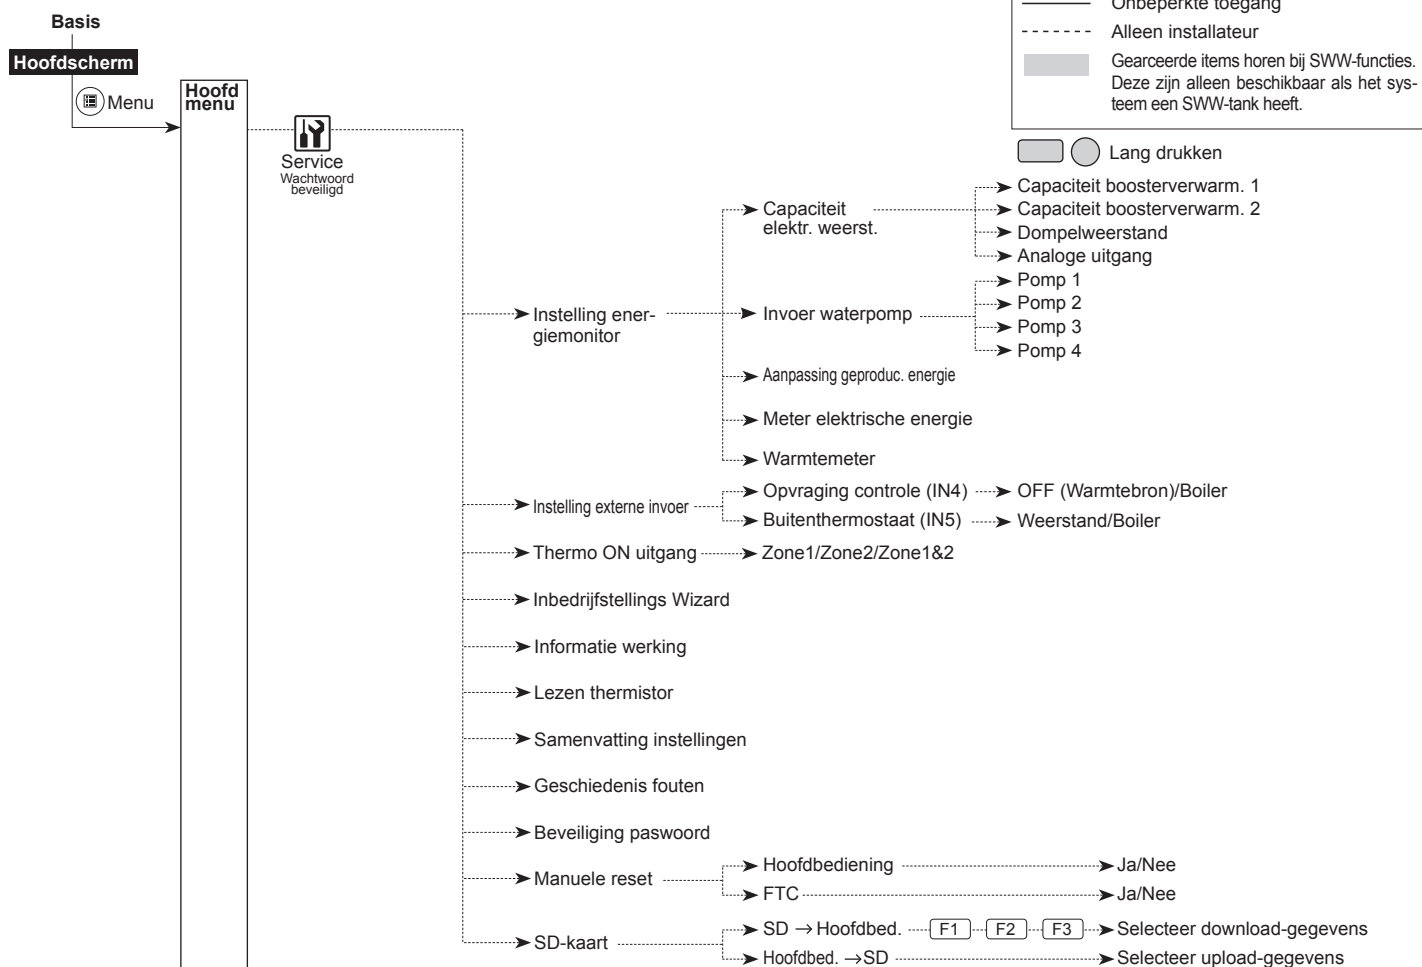 Onbeperkte toegang
Alleen installateur
Gearceerde items horen bij SWW-functies.
Deze zijn alleen beschikbaar als het sys-
teem een SWW-tank heeft.
Lang drukken
Basis
Hoofdscherm
Menu
Hoofd
menu
Service
Wachtwoord
beveiligd
Instelling ener-
giemonitor
Capaciteit
elektr. weerst.
Capaciteit boosterverwarm. 1
Capaciteit boosterverwarm. 2
Dompelweerstand
Analoge uitgang
Invoer waterpomp
Pomp 1
Pomp 2
Pomp 3
Pomp 4
Aanpassing geproduc. energie
Meter elektrische energie
Warmtemeter
Instelling externe invoer
Opvraging controle (IN4)
OFF (Warmtebron)/Boiler
Buitenthermostaat (IN5)
Weerstand/Boiler
Thermo ON uitgang
Zone1/Zone2/Zone1&2
Inbedrijfstellings Wizard
Informatie werking
Lezen thermistor
Samenvatting instellingen
Geschiedenis fouten
Beveiliging paswoord
Manuele reset
Hoofdbediening
Ja/Nee
FTC
Ja/Nee
SD-kaart
SD → Hoofdbed.
F1
F2
F3
Selecteer download-gegevens
Hoofdbed. →SD
Selecteer upload-gegevens